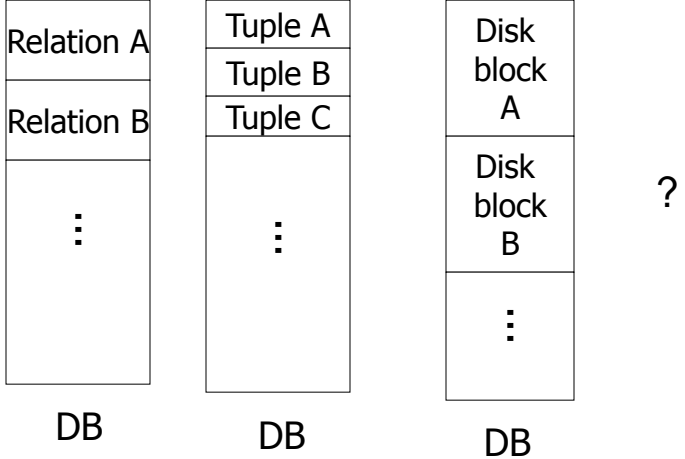 Relation A
Relation B
⋮
DB
Tuple A
Tuple B
Tuple C
⋮
DB
Disk
block
A
Disk
block
B
⋮
DB
?